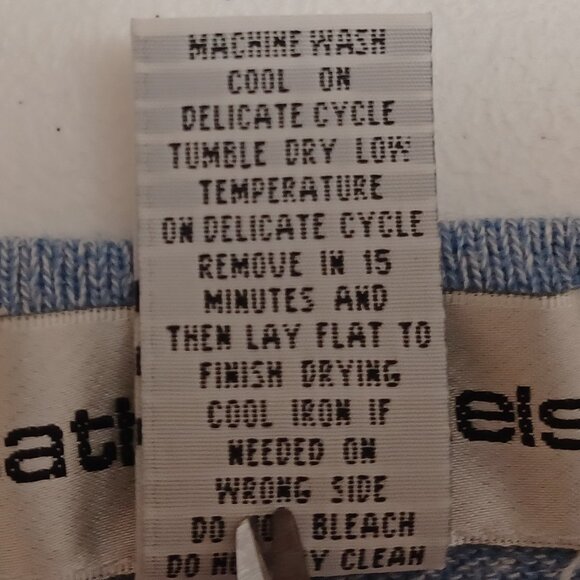 MACHINE WASH
COOL ON
DELICATE CYCLE
TUMBLE DRY LOW
TEMPERATURE
ON DELICATE CYCLE
REMOVE IN 15
MINUTES AND
THEN LAY FLAT TO
FINISH DRYING
COOL IRON IF
NEEDED ON
WRONG SIDE
DO BLEACH
DO CLEAN